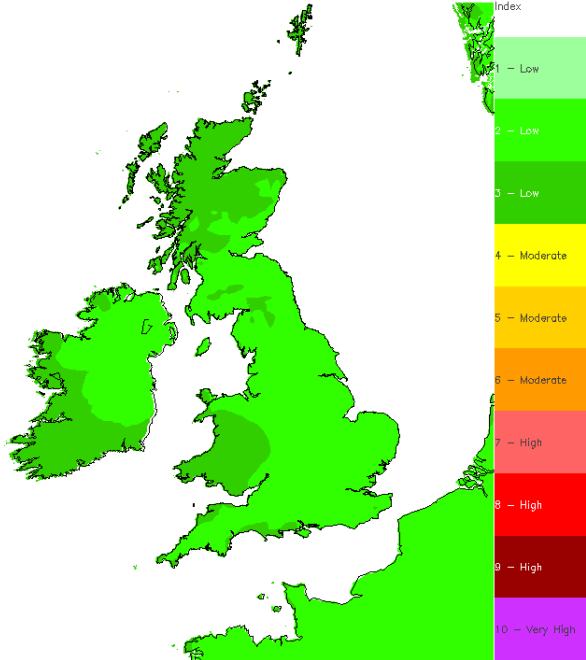 Index
1 - Low
2 - Low
3 - Low
4 - Moderate
5 - Moderate
6 - Moderate
7 - High
8 - High
9 - High
10 - Very High